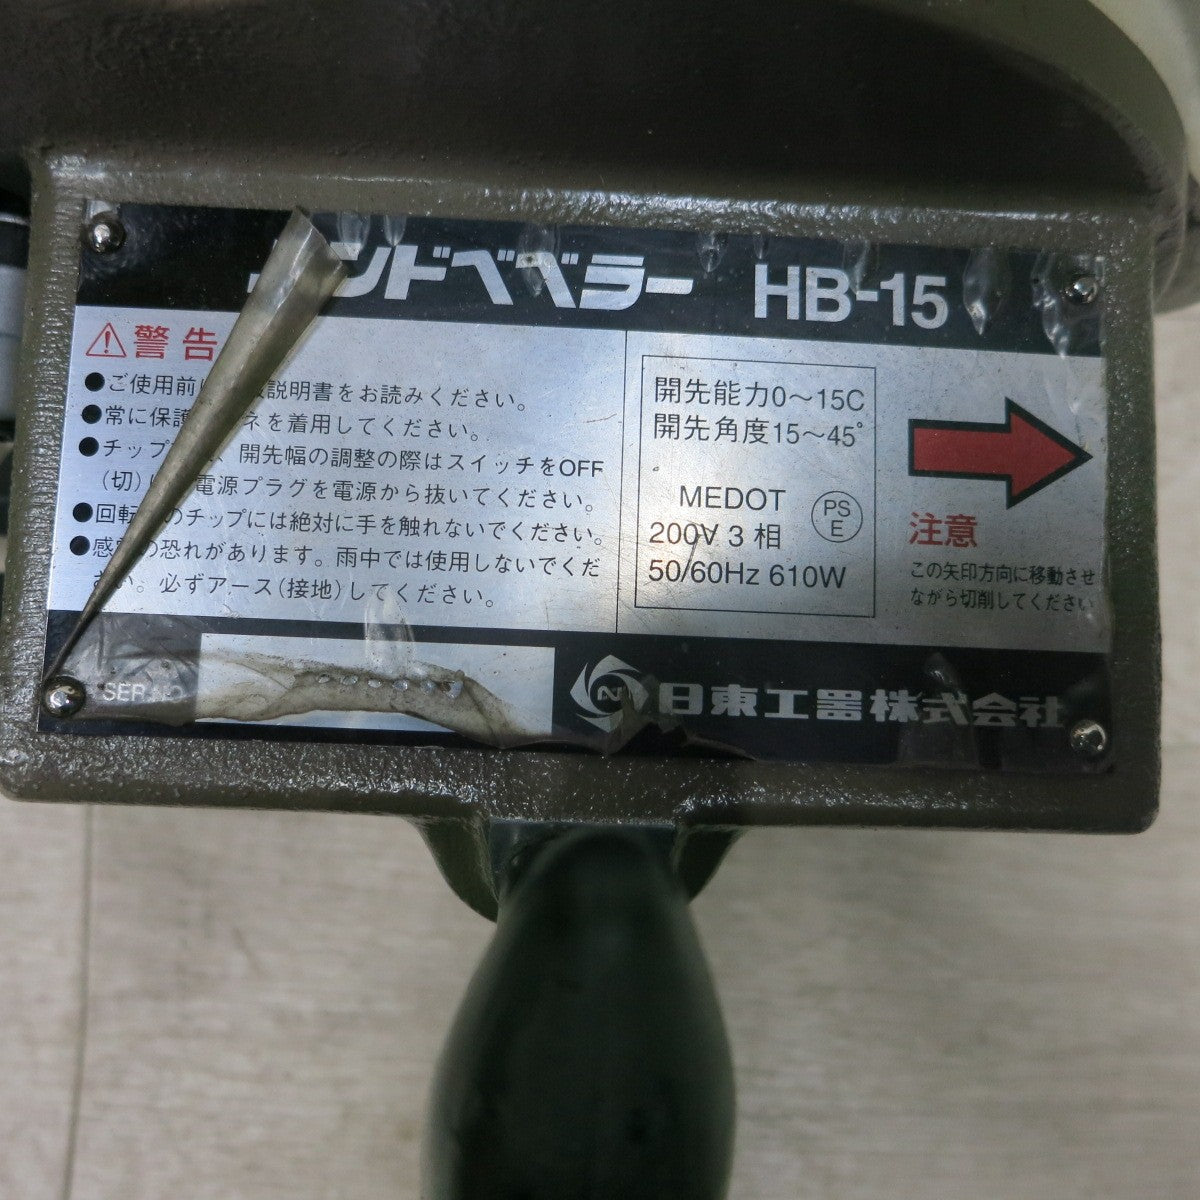 ンドベベラー HB-15
警告
●ご使用前 説明書をお読みください。
●常に保護 ネを着用してください。
●チップ 、開先幅の調整の際はスイッチをOFF
(切) 電源プラグを電源から抜いてください。
●回転 のチップには絶対に手を触れないでください。
●感 の恐れがあります。雨中では使用しないでくだ
さい。必ずアース(接地)してください。
開先能力0〜15C
開先角度15〜45°
MEDOT
PS
E
200V 3相
50/60Hz 610W
注意
この矢印方向に移動させ
ながら切削してください
SER.NO.
N 日東工器株式会社